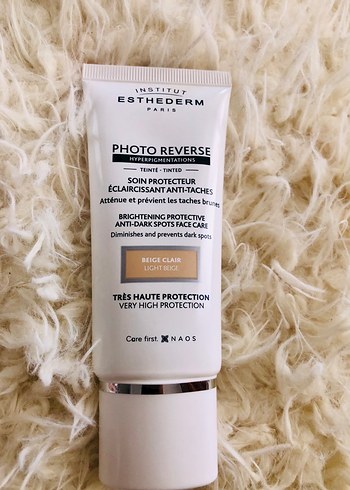 INSTITUT
ESTHEDERM
PARIS
PHOTO REVERSE
HYPERPIGMENTATIONS
TEINTÉ · TINTED
SOIN PROTECTEUR
ÉCLAIRCISSANT ANTI-TACHES
Atténue et prévient les taches brunes
BRIGHTENING PROTECTIVE
ANTI-DARK SPOTS FACE CARE
Diminishes and prevents dark spots
BEIGE CLAIR
LIGHT BEIGE
TRÈS HAUTE PROTECTION
VERY HIGH PROTECTION
Care first. NAOS